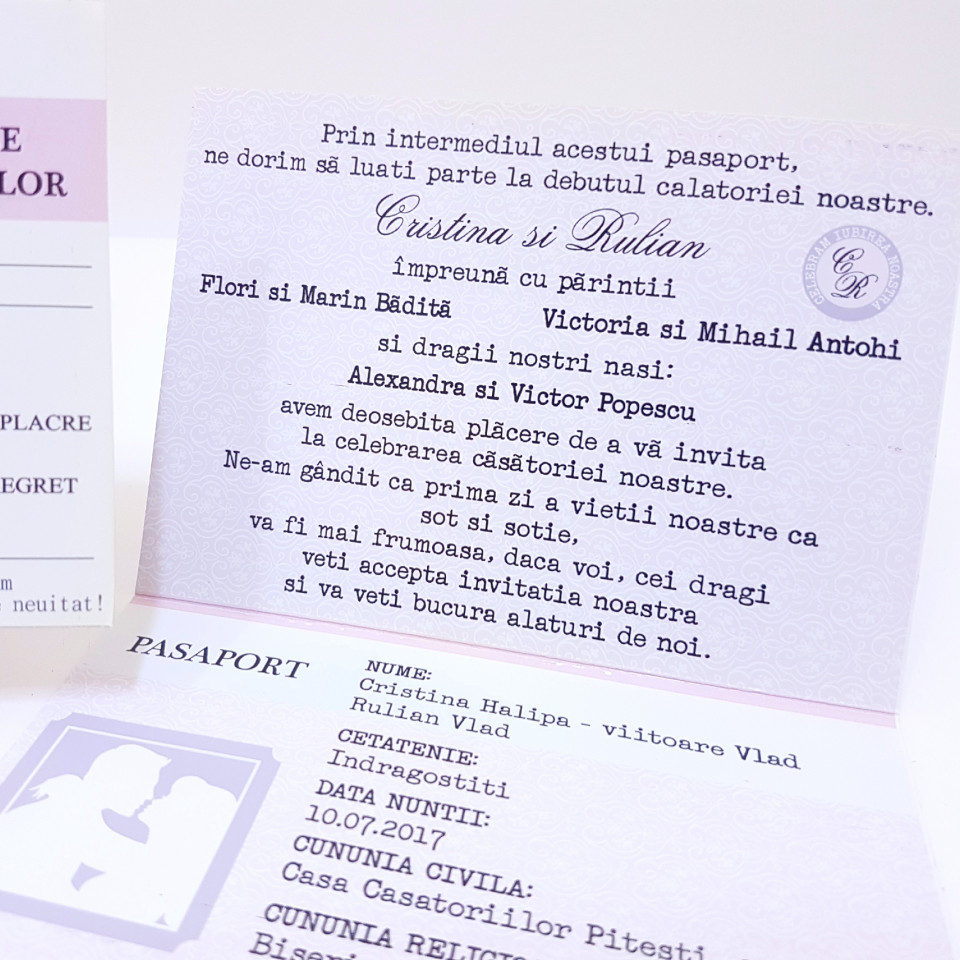 E
LOR
PLACRE
EGRET
m
neuitat!
Prin intermediul acestui pasaport,
ne dorim să luati parte la debutul calatoriei noastre.
Cristina si Rulian
CELEBRAM IUBIREA NOASTRA
CR
împreună cu părintii
Flori si Marin Bădită
Victoria si Mihail Antohi
si dragii nostri nasi:
Alexandra si Victor Popescu
avem deosebita plăcere de a vă invita
la celebrarea căsătoriei noastre.
Ne-am gândit ca prima zi a vietii noastre ca
sot si sotie,
va fi mai frumoasa, daca voi, cei dragi
veti accepta invitatia noastra
si va veti bucura alaturi de noi.
PASAPORT
NUME:
Cristina Halipa - viitoare Vlad
Rulian Vlad
CETATENIE:
Indragostiti
DATA NUNTII:
10.07.2017
CUNUNIA CIVILA:
Casa Casatoriilor Pitesti
CUNUNIA RELIGIO
Biseri